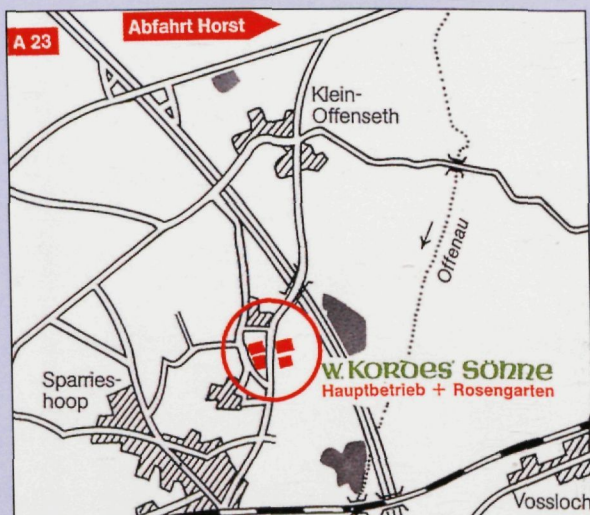 A 23
Abfahrt Horst
Klein-
Offenseth
Offenau
W. KORDES' SÖHNE
Hauptbetrieb + Rosengarten
Sparries-
hoop
Vossloch